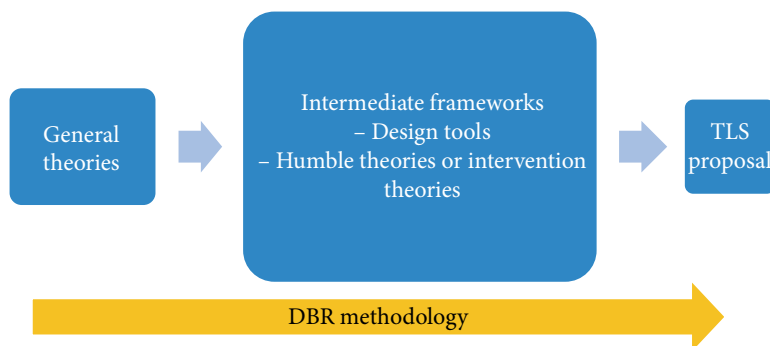 General
theories
Intermediate frameworks
– Design tools
– Humble theories or intervention
theories
TLS
proposal
DBR methodology